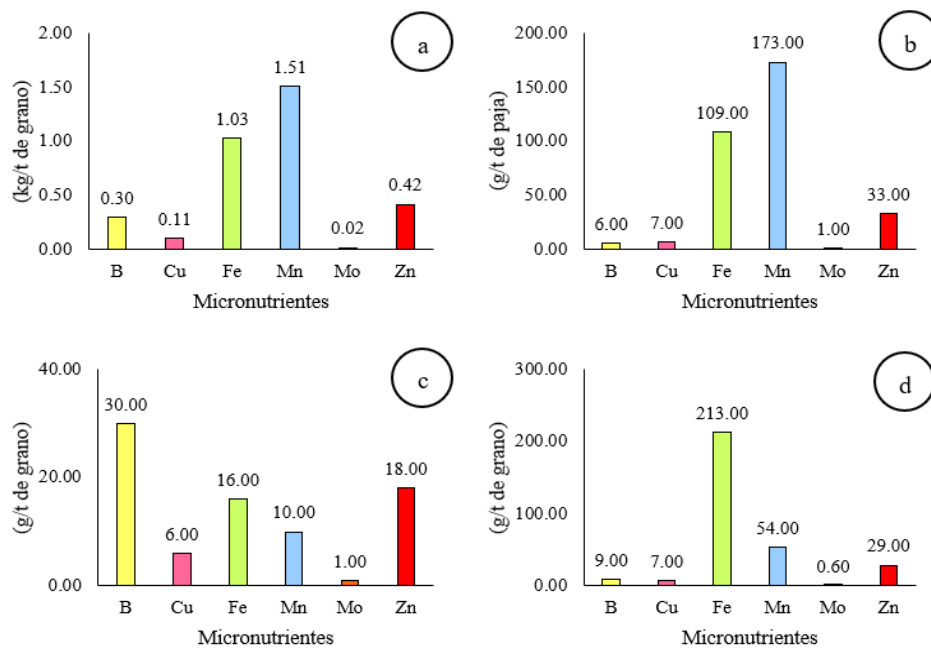 a
2.00
1.50
1.00
0.50
0.00
(kg/t de grano)
0.30
0.11
1.03
1.51
0.02
0.42
B Cu Fe Mn Mo Zn
Micronutrientes
b
200.00
150.00
100.00
50.00
0.00
(g/t de paja)
6.00
7.00
109.00
173.00
1.00
33.00
B Cu Fe Mn Mo Zn
Micronutrientes
c
40.00
20.00
0.00
(g/t de grano)
30.00
6.00
16.00
10.00
1.00
18.00
B Cu Fe Mn Mo Zn
Micronutrientes
d
300.00
200.00
100.00
0.00
(g/t de grano)
9.00
7.00
213.00
54.00
0.60
29.00
B Cu Fe Mn Mo Zn
Micronutrientes